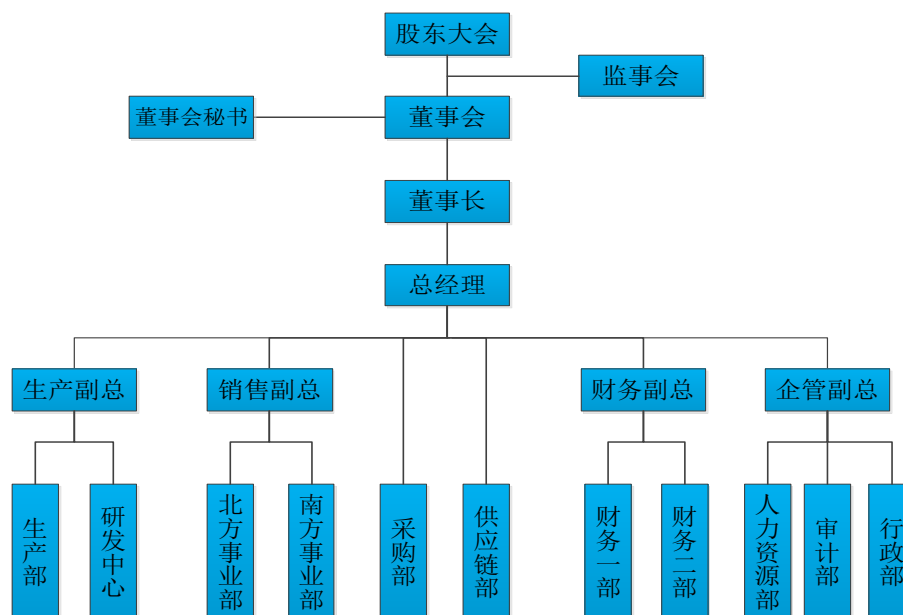 股东大会
监事会
董事会秘书
董事会
董事长
总经理
生产副总
销售副总
财务副总
企管副总
生产部
研发中心
北方事业部
南方事业部
采购部
供应链部
财务一部
财务二部
人力资源部
审计部
行政部